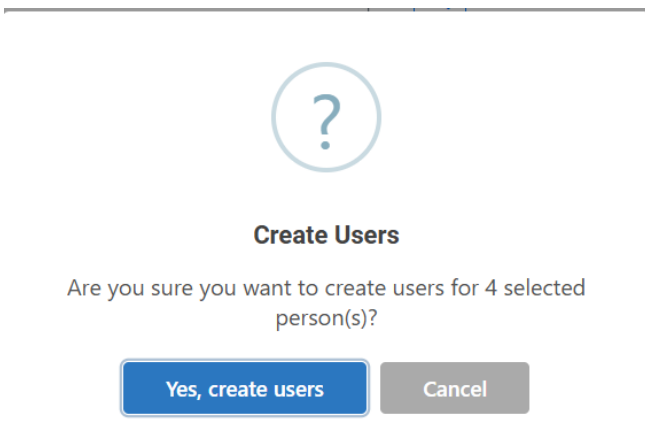 ?
Create Users
Are you sure you want to create users for 4 selected
person(s)?
Yes, create users
Cancel